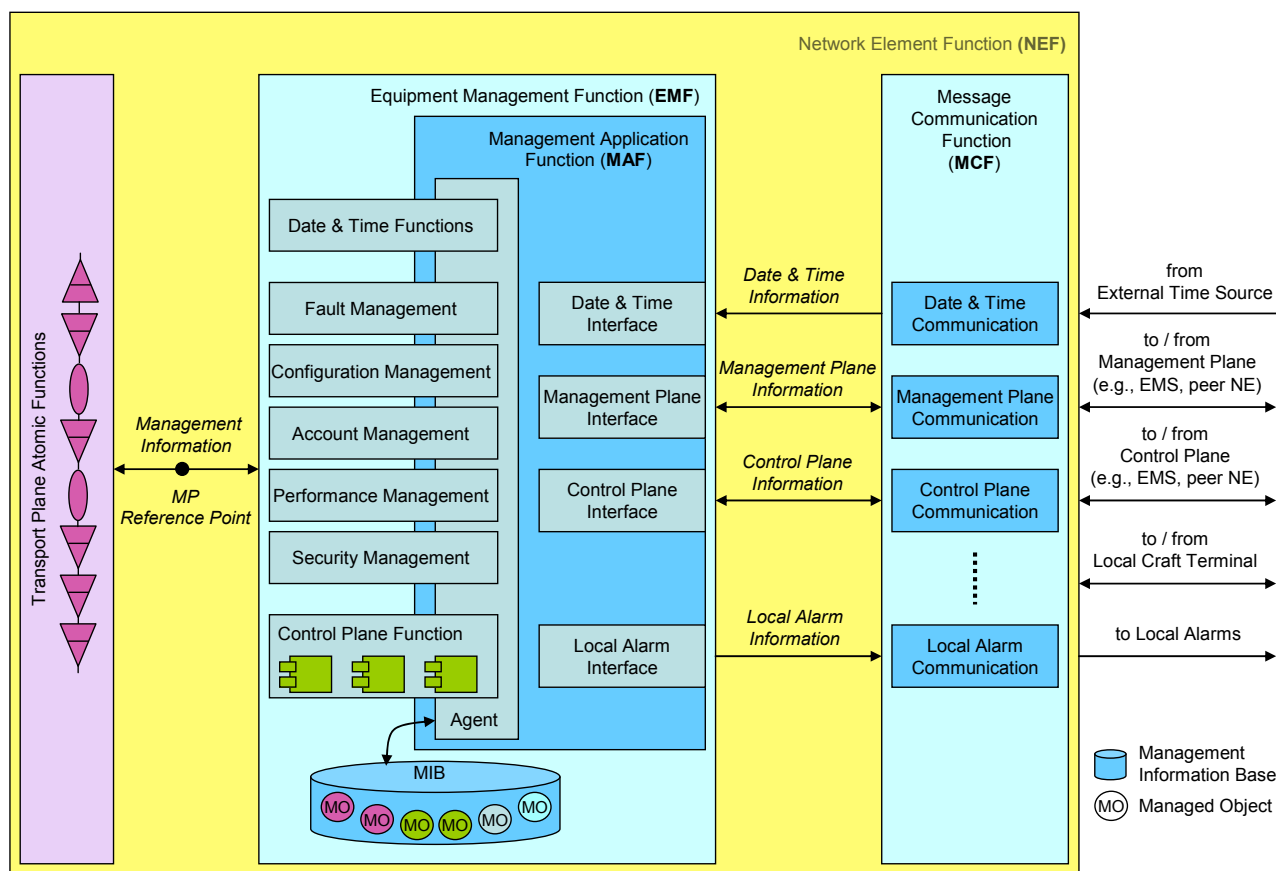 Network Element Function (NEF)
Transport Plane Atomic Functions
Management
Information
MP
Reference Point
Equipment Management Function (EMF)
Management Application
Function (MAF)
Date & Time Functions
Fault Management
Configuration Management
Account Management
Performance Management
Security Management
Control Plane Function
Agent
MIB
MO
MO
MO
MO
MO
MO
Date & Time
Interface
Management Plane
Interface
Control Plane
Interface
Local Alarm
Interface
Date & Time
Information
Management Plane
Information
Control Plane
Information
Local Alarm
Information
Message
Communication
Function
(MCF)
Date & Time
Communication
Management Plane
Communication
Control Plane
Communication
Local Alarm
Communication
from
External Time Source
to / from
Management Plane
(e.g., EMS, peer NE)
to / from
Control Plane
(e.g., EMS, peer NE)
to / from
Local Craft Terminal
to Local Alarms
Management
Information Base
MO
Managed Object